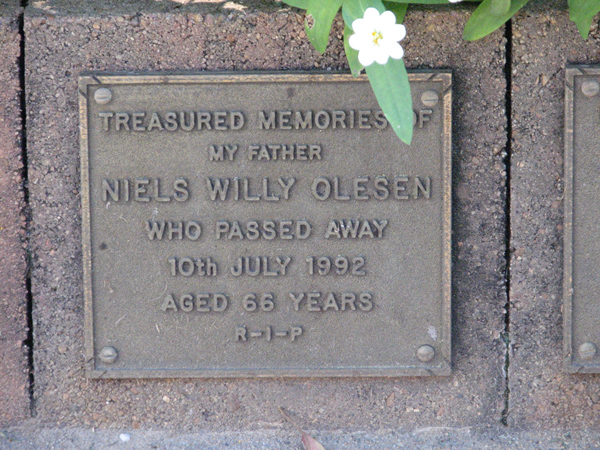 TREASURED MEMORIES OF
MY FATHER
NIELS WILLY OLESEN
WHO PASSED AWAY
10th JULY 1992
AGED 66 YEARS
R-I-P